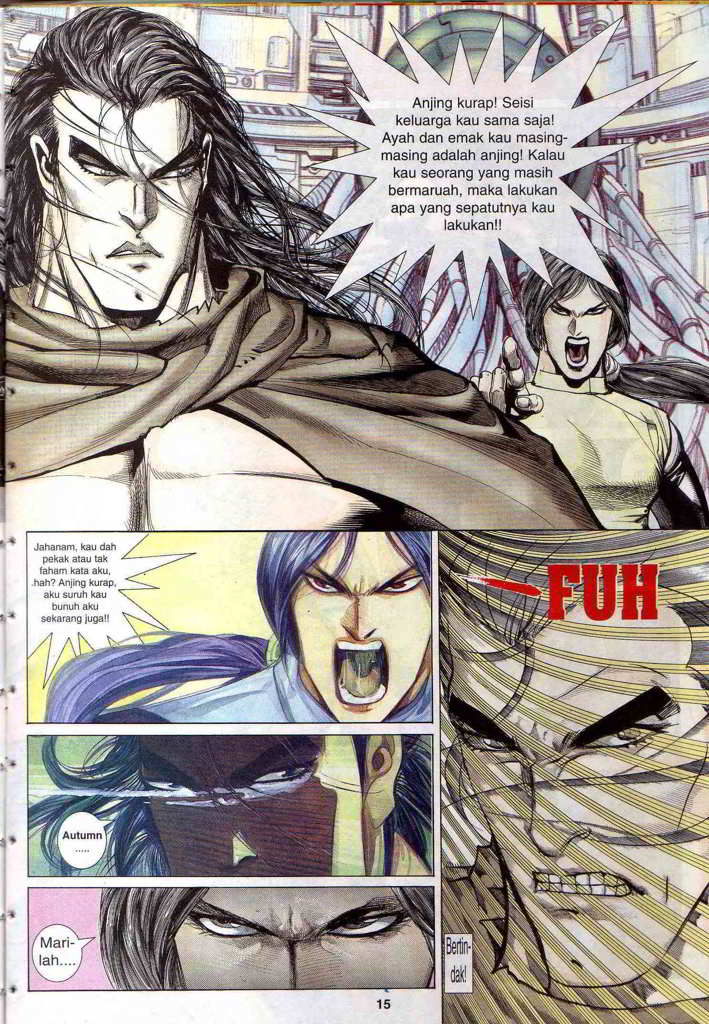 Anjing kurap! Seisi
keluarga kau sama saja!
Ayah dan emak kau masing-
masing adalah anjing! Kalau
kau seorang yang masih
bermaruah, maka lakukan
apa yang sepatutnya kau
lakukan!!
Jahanam, kau dah
pekak atau tak
faham kata aku,
.hah? Anjing kurap,
aku suruh kau
bunuh aku
sekarang juga!!
FUH
Autumn
.....
Mari-
lah....
Bertin-
dak!
15